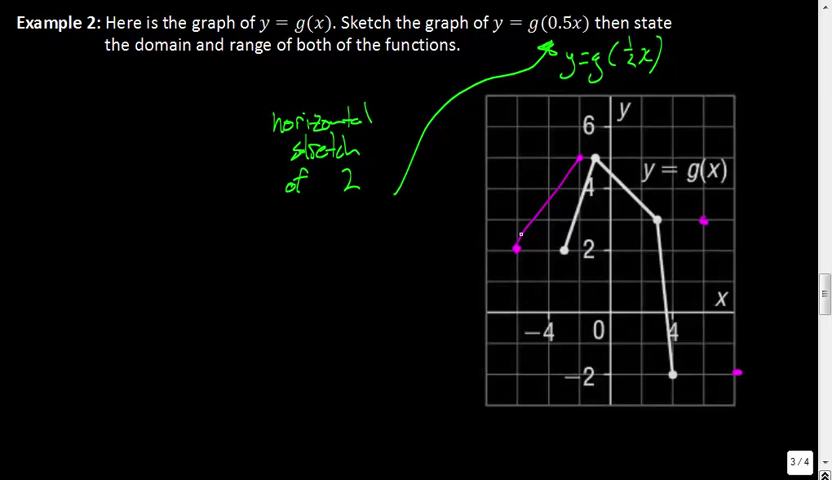 Example 2: Here is the graph of y = g(x). Sketch the graph of y = g(0.5x) then state
the domain and range of both of the functions.
y=g(½x)
horizontal
stretch
of 2
6
y
4
y = g(x)
2
x
−4
0
4
−2
3 / 4